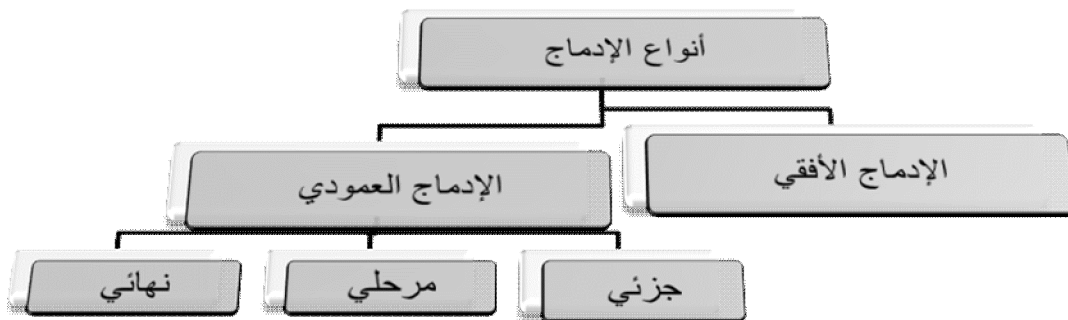 أنواع الإدماج
الإدماج الأفقي
الإدماج العمودي
جزئي
مرحلي
نهائي